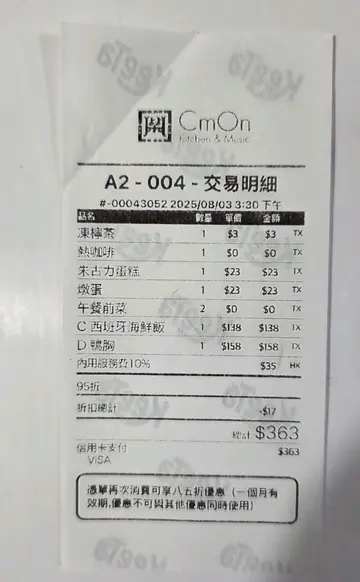 開 CmOn
Kitchen & Music
A2 - 004 - 交易明細
#-00043052 2025/08/03 3:30 下午
品名 數量 單價 金額
凍檸茶 1 $3 $3 TX
熱咖啡 1 $0 $0 TX
朱古力蛋糕 1 $23 $23 TX
燉蛋 1 $23 $23 TX
午餐前菜 2 $0 $0 TX
C 西班牙海鮮飯 1 $138 $138 TX
D 鴨胸 1 $158 $158 TX
內用服務費10% $35 HK
95折
折扣總計 -$17
總計 $363
信用卡支付 $363
VISA
憑單再次消費可享八五折優惠（一個月有
效期,優惠不可與其他優惠同時使用）
KeeTa